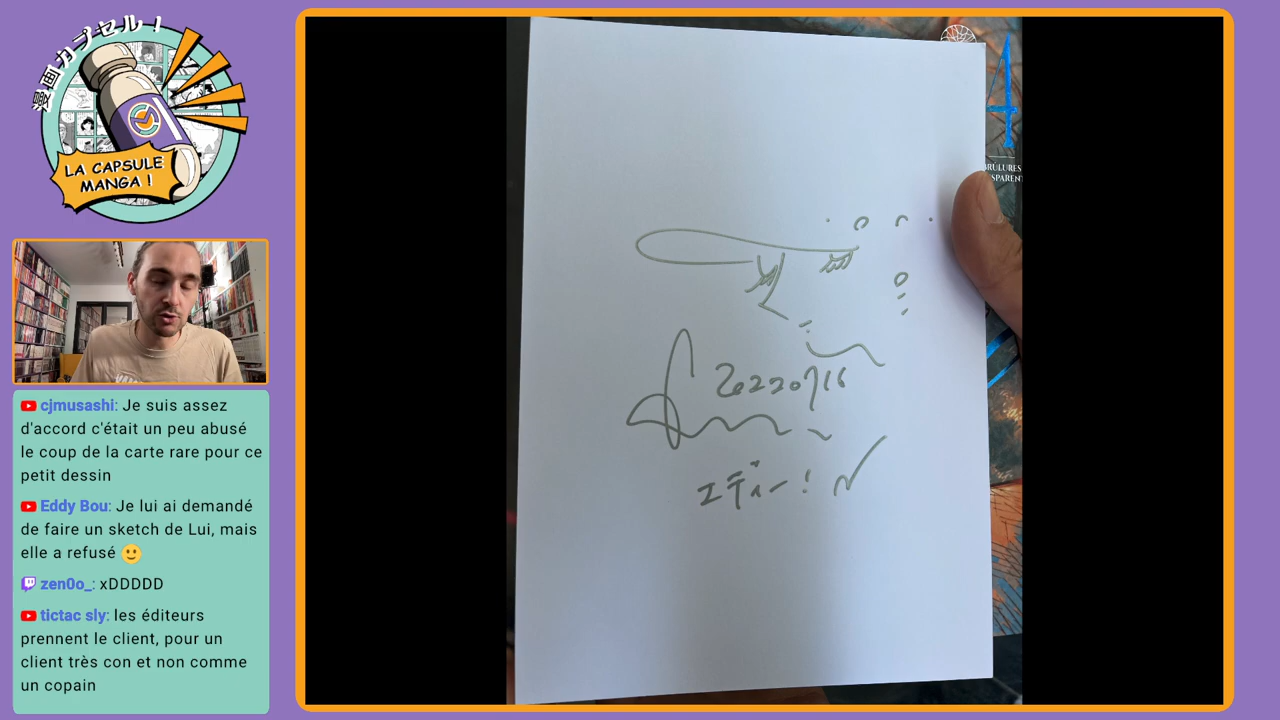 漫画カプセル！
LA CAPSULE
MANGA !
cjmusashi: Je suis assez
d'accord c'était un peu abusé
le coup de la carte rare pour ce
petit dessin
Eddy Bou: Je lui ai demandé
de faire un sketch de Lui, mais
elle a refusé 🙂
zen0o_: xDDDDD
tictac sly: les éditeurs
prennent le client, pour un
client très con et non comme
un copain
4
BRÛLURES
20220716
エディー！